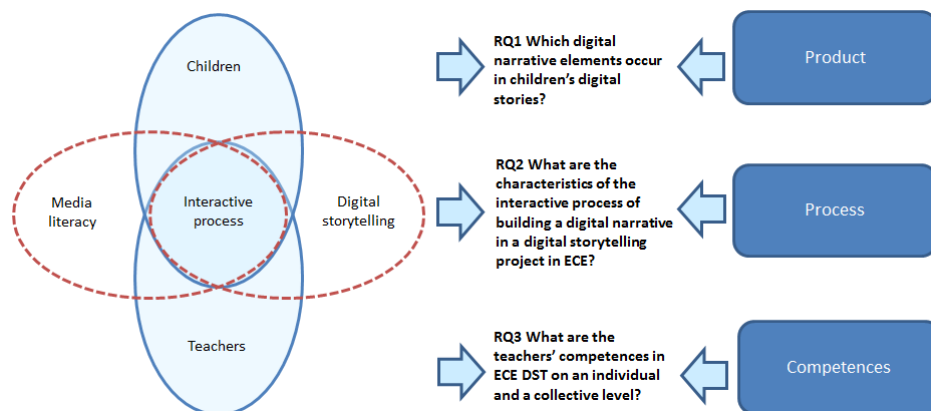 Children
Media
literacy
Interactive
process
Digital
storytelling
Teachers
RQ1 Which digital
narrative elements occur
in children's digital
stories?
Product
RQ2 What are the
characteristics of the
interactive process of
building a digital narrative
in a digital storytelling
project in ECE?
Process
RQ3 What are the
teachers' competences in
ECE DST on an individual
and a collective level?
Competences